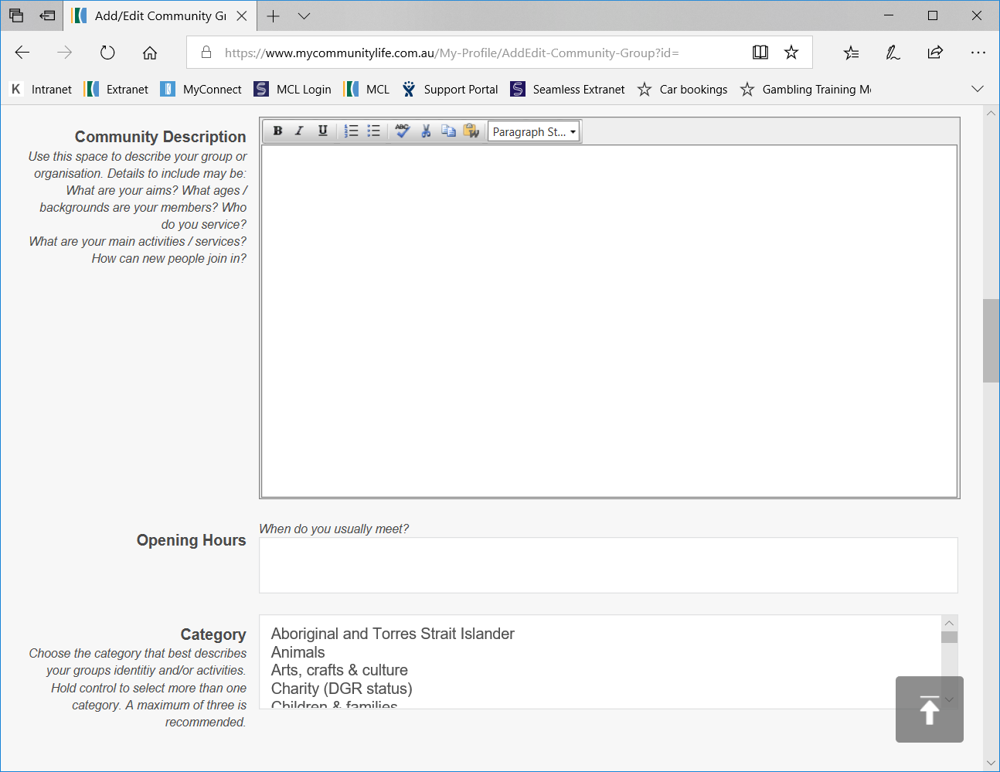 Add/Edit Community Gr
https://www.mycommunitylife.com.au/My-Profile/AddEdit-Community-Group?id=
K Intranet Extranet MyConnect S MCL Login MCL Support Portal S Seamless Extranet Car bookings Gambling Training M
B I U ABC Paragraph St...
Community Description
Use this space to describe your group or
organisation. Details to include may be:
What are your aims? What ages /
backgrounds are your members? Who
do you service?
What are your main activities / services?
How can new people join in?
When do you usually meet?
Opening Hours
Category
Choose the category that best describes
your groups identitiy and/or activities.
Hold control to select more than one
category. A maximum of three is
recommended.
Aboriginal and Torres Strait Islander
Animals
Arts, crafts & culture
Charity (DGR status)
Children & families